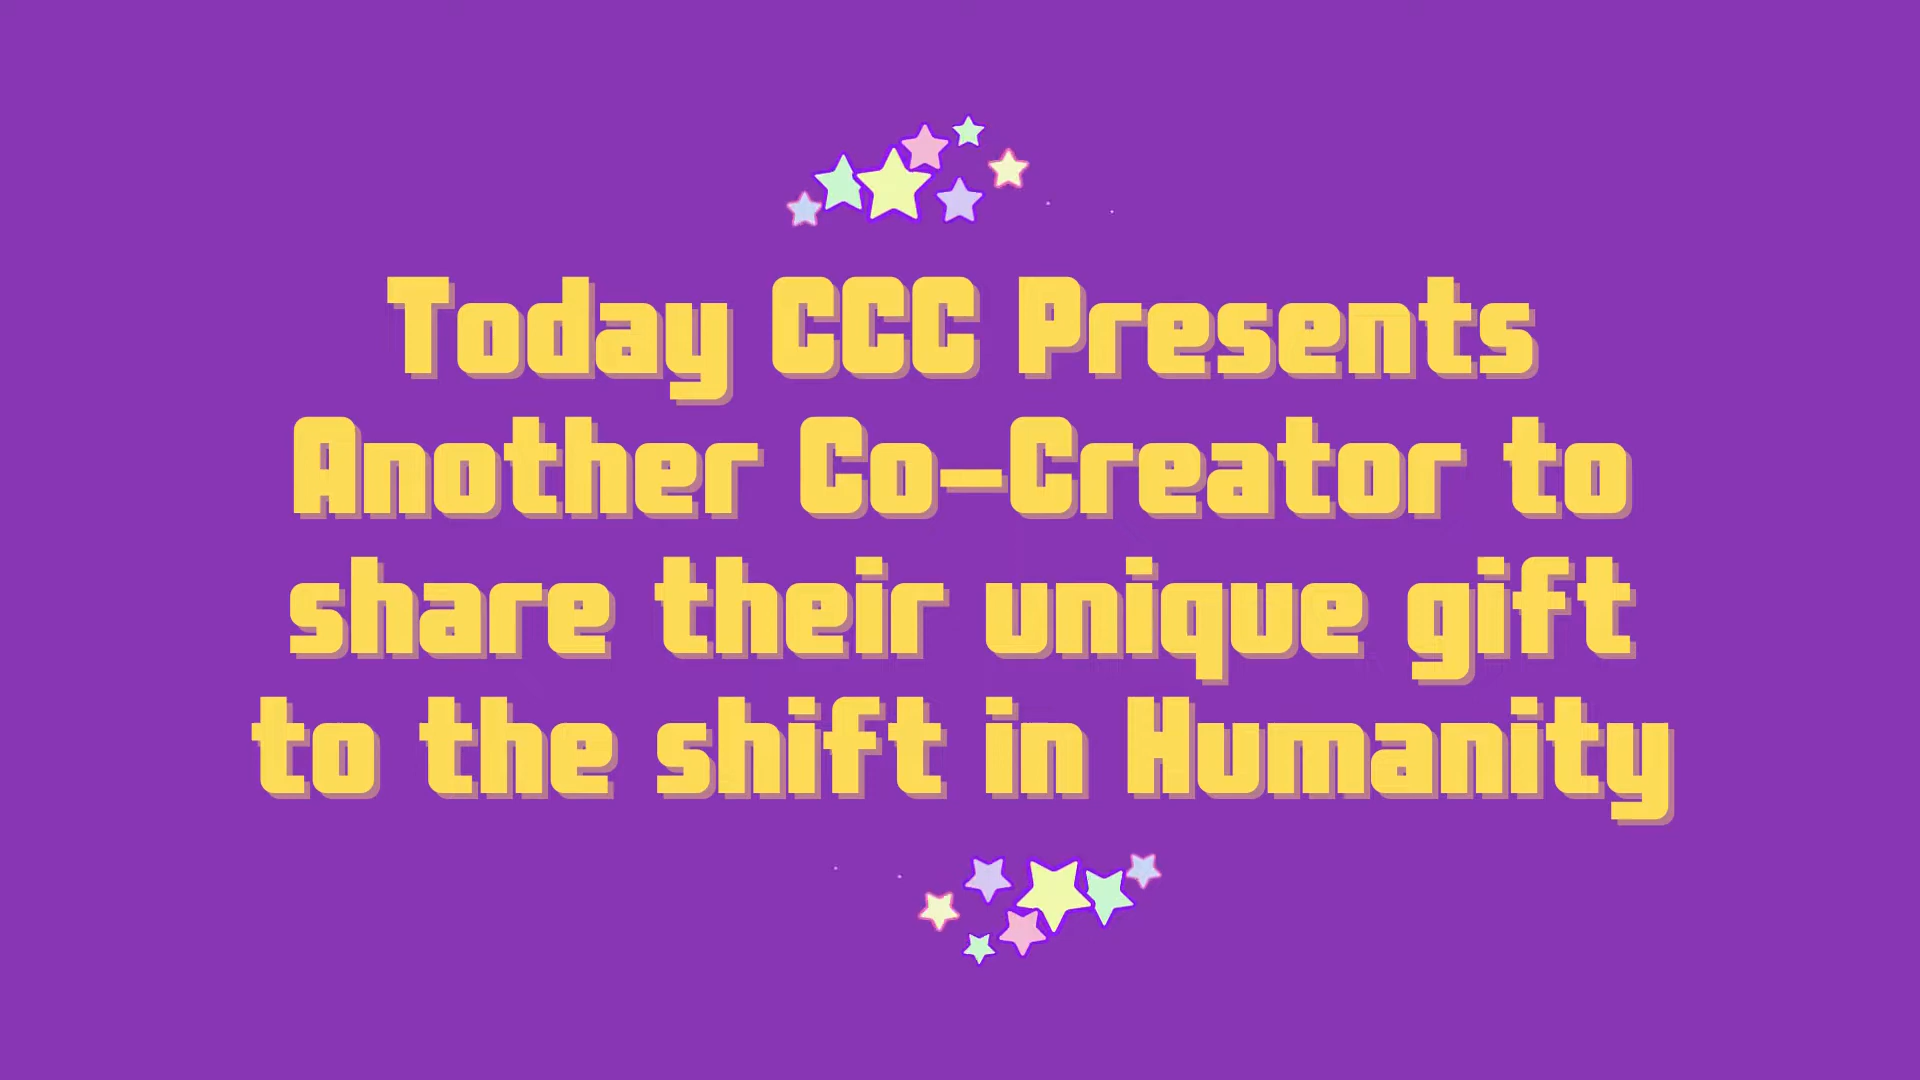 Today CCC Presents
Another Co-Creator to
share their unique gift
to the shift in Humanity